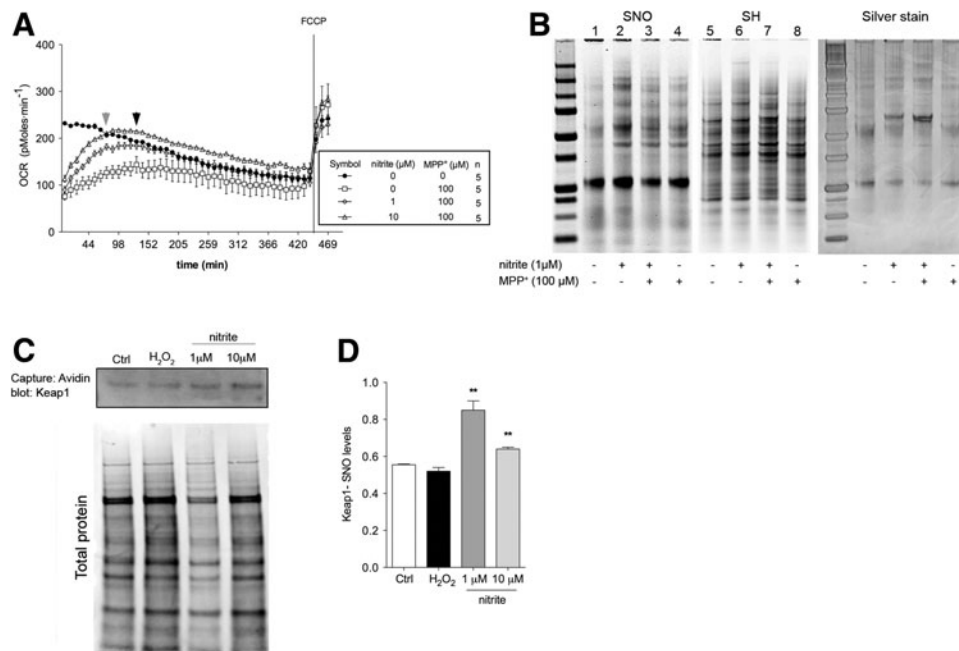 A
FCCP
400
300
200
100
0
OCR (pMoles·min⁻¹)
44 98 152 205 259 312 366 420 469
time (min)
Symbol nitrite (μM) MPP⁺ (μM) n
0 0 5
0 100 5
1 100 5
10 100 5
B
SNO SH Silver stain
1 2 3 4 5 6 7 8
nitrite (1μM) - + + - - + + - - + + -
MPP⁺ (100 μM) - - + + - - + + - - + +
C
nitrite
Ctrl H₂O₂ 1μM 10μM
Capture: Avidin
blot: Keap1
Total protein
D
1.0
0.8
0.6
0.4
0.2
0.0
Keap1- SNO levels
** **
Ctrl H₂O₂ 1 μM 10 μM
nitrite